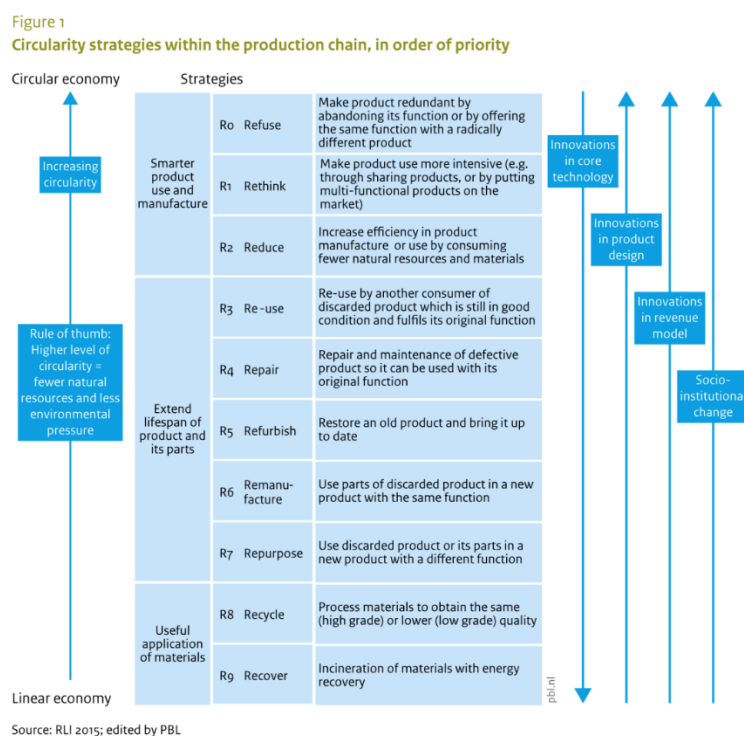 Figure 1
Circularity strategies within the production chain, in order of priority
Circular economy
Strategies
Increasing
circularity
Rule of thumb:
Higher level of
circularity =
fewer natural
resources and less
environmental
pressure
Linear economy
Smarter
product
use and
manufacture
R0 Refuse
Make product redundant by
abandoning its function or by offering
the same function with a radically
different product
R1 Rethink
Make product use more intensive (e.g.
through sharing products, or by putting
multi-functional products on the
market)
R2 Reduce
Increase efficiency in product
manufacture or use by consuming
fewer natural resources and materials
Extend
lifespan of
product and
its parts
R3 Re-use
Re-use by another consumer of
discarded product which is still in good
condition and fulfils its original function
R4 Repair
Repair and maintenance of defective
product so it can be used with its
original function
R5 Refurbish
Restore an old product and bring it up
to date
R6 Remanu-
facture
Use parts of discarded product in a new
product with the same function
R7 Repurpose
Use discarded product or its parts in a
new product with a different function
Useful
application
of materials
R8 Recycle
Process materials to obtain the same
(high grade) or lower (low grade) quality
R9 Recover
Incineration of materials with energy
recovery
Innovations
in core
technology
Innovations
in product
design
Innovations
in revenue
model
Socio-
institutional
change
pbl.nl
Source: RLI 2015; edited by PBL